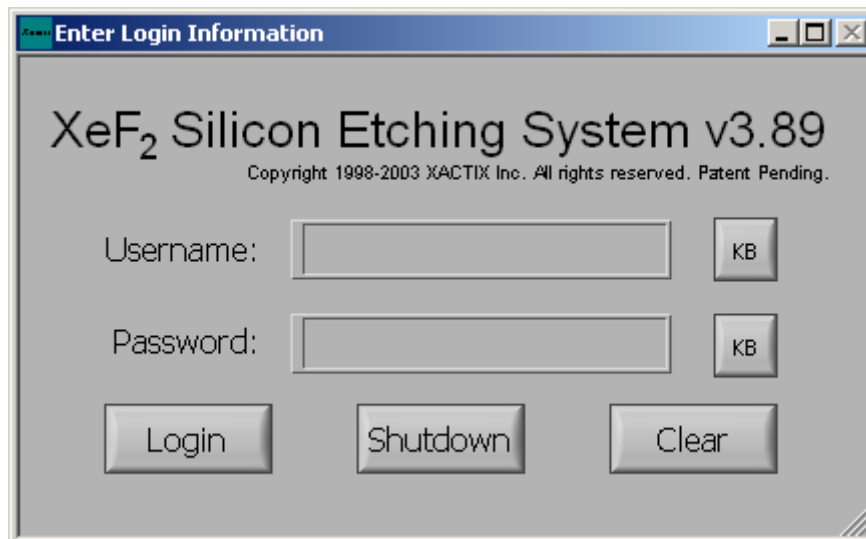 Enter Login Information
XeF₂ Silicon Etching System v3.89
Copyright 1998-2003 XACTIX Inc. All rights reserved. Patent Pending.
Username: KB
Password: KB
Login Shutdown Clear